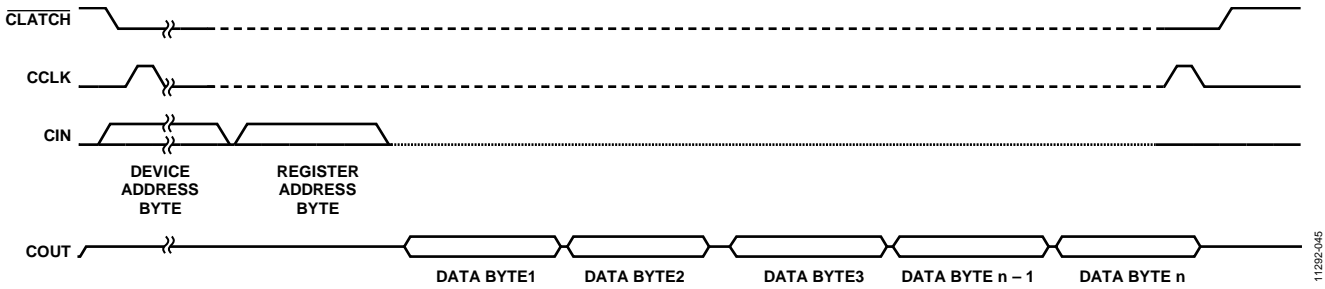 CLATCH
CCLK
CIN
DEVICE
ADDRESS
BYTE
REGISTER
ADDRESS
BYTE
COUT
DATA BYTE1
DATA BYTE2
DATA BYTE3
DATA BYTE n – 1
DATA BYTE n
11292-045